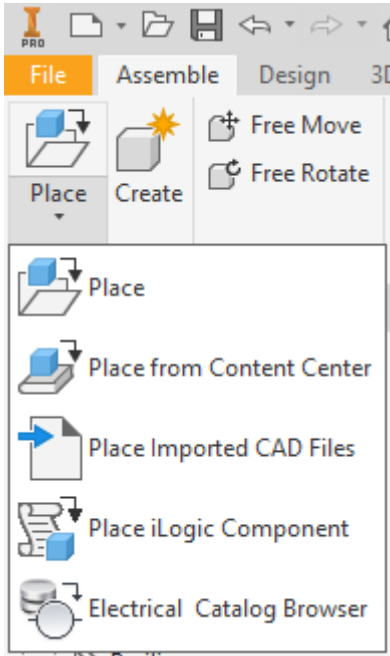 PRO
File Assemble Design 3D
Place Create Free Move
Free Rotate
Place
Place from Content Center
Place Imported CAD Files
Place iLogic Component
Electrical Catalog Browser